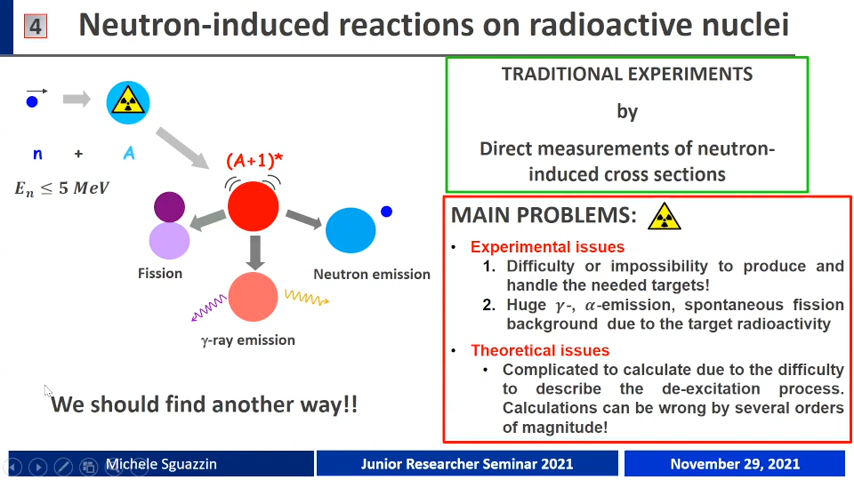 4
Neutron-induced reactions on radioactive nuclei
n + A
Eₙ ≤ 5 MeV
(A+1)*
Fission
Neutron emission
γ-ray emission
We should find another way!!
TRADITIONAL EXPERIMENTS
by
Direct measurements of neutron-
induced cross sections
MAIN PROBLEMS:
• Experimental issues
1. Difficulty or impossibility to produce and
handle the needed targets!
2. Huge γ-, α-emission, spontaneous fission
background due to the target radioactivity
• Theoretical issues
• Complicated to calculate due to the difficulty
to describe the de-excitation process.
Calculations can be wrong by several orders
of magnitude!
Michele Sguazzin
Junior Researcher Seminar 2021
November 29, 2021